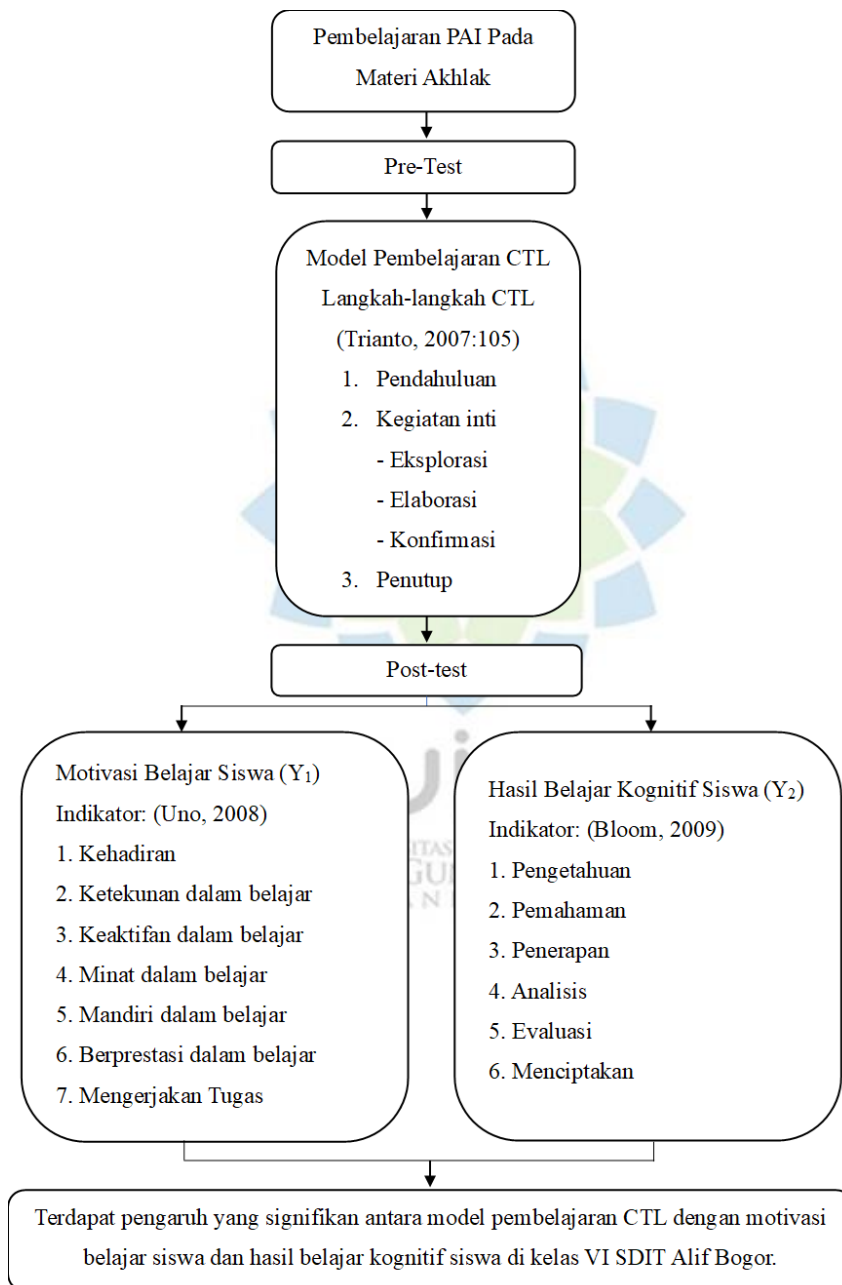 Pembelajaran PAI Pada
Materi Akhlak
Pre-Test
Model Pembelajaran CTL
Langkah-langkah CTL
(Trianto, 2007:105)
1. Pendahuluan
2. Kegiatan inti
- Eksplorasi
- Elaborasi
- Konfirmasi
3. Penutup
Post-test
Motivasi Belajar Siswa (Y₁)
Indikator: (Uno, 2008)
1. Kehadiran
2. Ketekunan dalam belajar
3. Keaktifan dalam belajar
4. Minat dalam belajar
5. Mandiri dalam belajar
6. Berprestasi dalam belajar
7. Mengerjakan Tugas
Hasil Belajar Kognitif Siswa (Y₂)
Indikator: (Bloom, 2009)
1. Pengetahuan
2. Pemahaman
3. Penerapan
4. Analisis
5. Evaluasi
6. Menciptakan
Terdapat pengaruh yang signifikan antara model pembelajaran CTL dengan motivasi
belajar siswa dan hasil belajar kognitif siswa di kelas VI SDIT Alif Bogor.